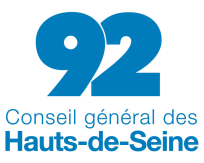 92
Conseil général des
Hauts-de-Seine